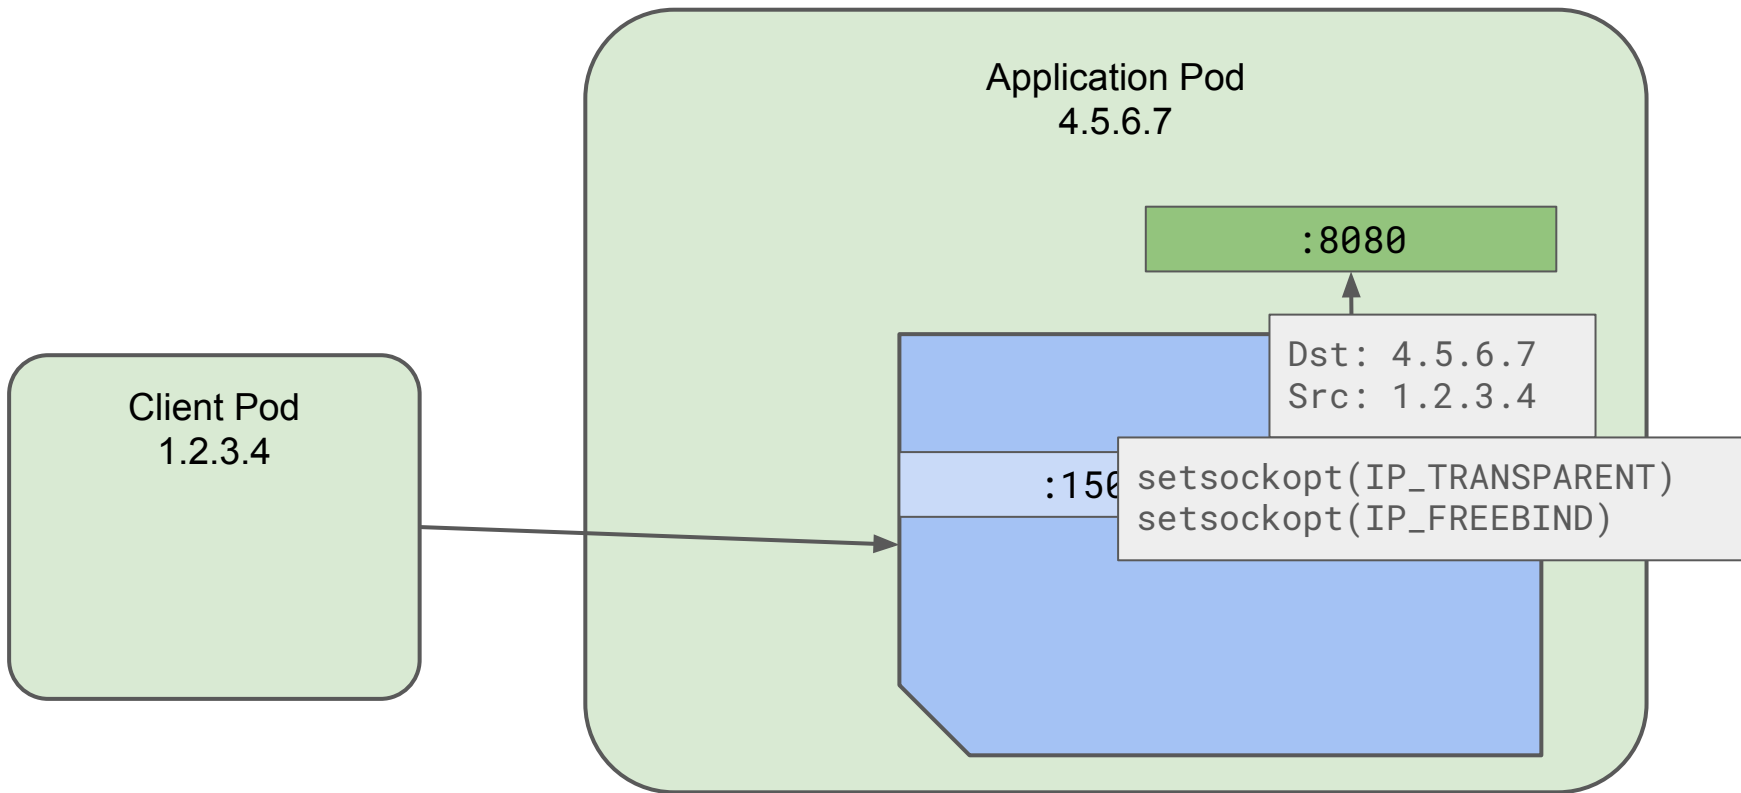 Application Pod
4.5.6.7
:8080
Dst: 4.5.6.7
Src: 1.2.3.4
Client Pod
1.2.3.4
setsockopt(IP_TRANSPARENT)
setsockopt(IP_FREEBIND)